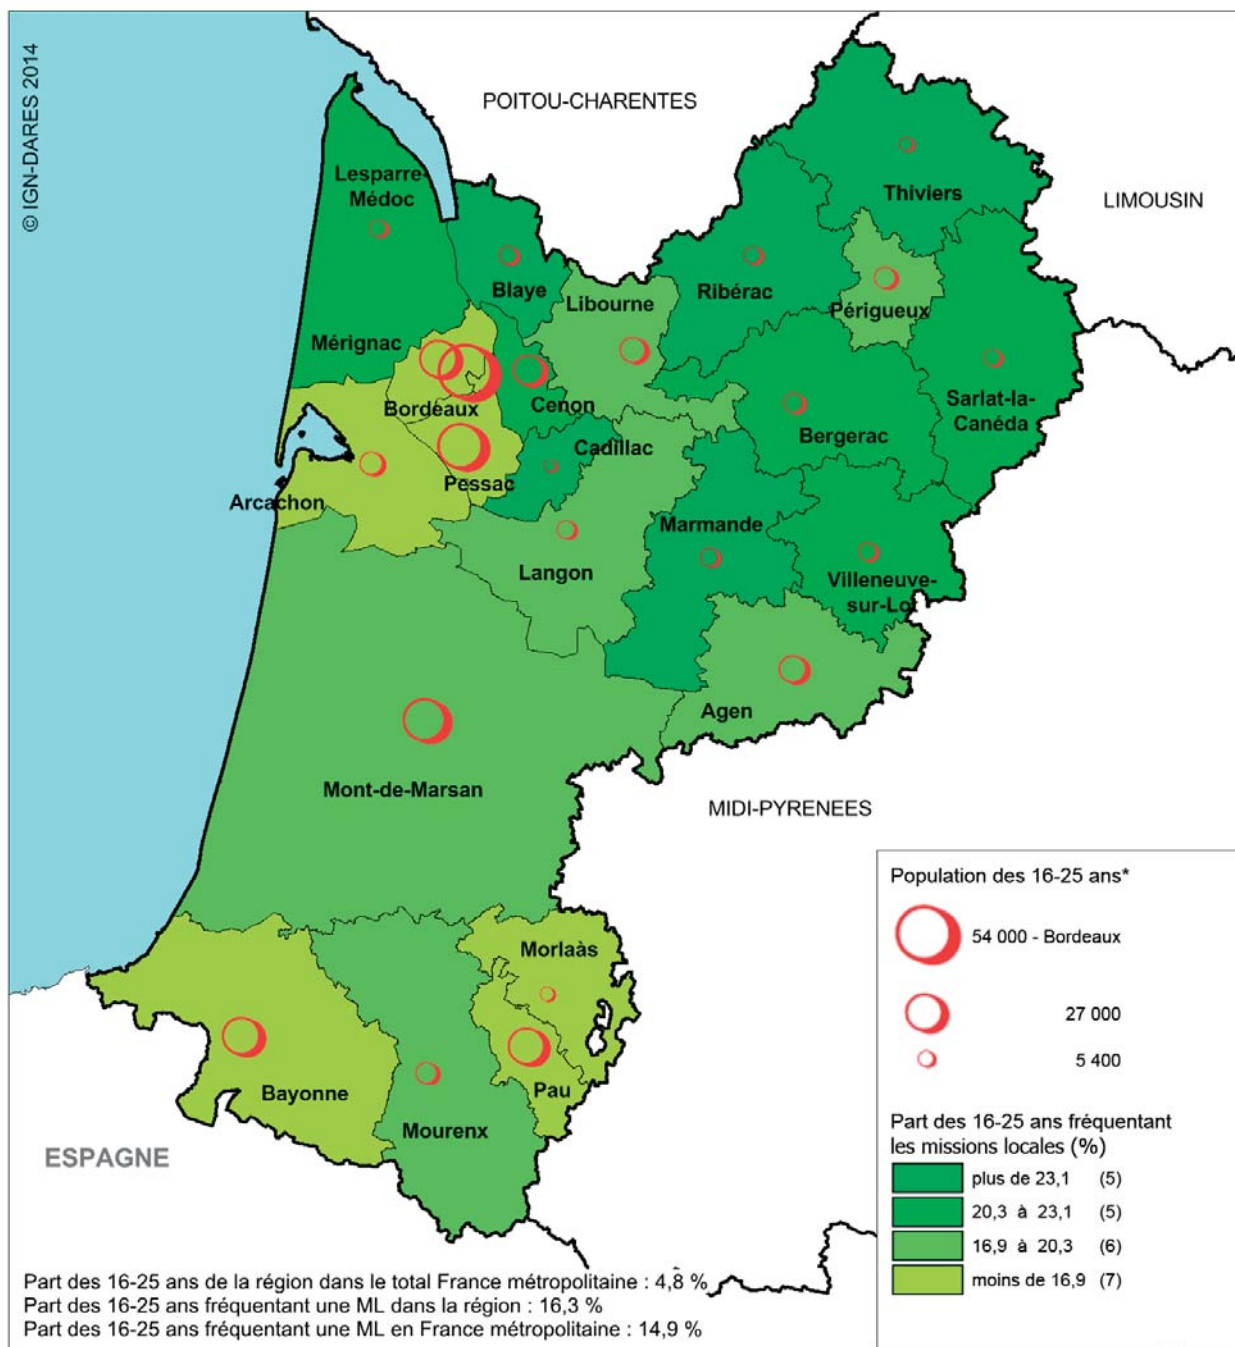 © IGN-DARES 2014
POITOU-CHARENTES
LIMOUSIN
Lesparre-
Médoc
Thiviers
Blaye
Libourne
Ribérac
Périgueux
Mérignac
Bordeaux
Cenon
Sarlat-la-
Canéda
Bergerac
Cadillac
Pessac
Arcachon
Marmande
Langon
Villeneuve-
sur-Lot
Agen
Mont-de-Marsan
MIDI-PYRENEES
Morlaàs
Bayonne
Pau
Mourenx
ESPAGNE
Population des 16-25 ans*
54 000 - Bordeaux
27 000
5 400
Part des 16-25 ans fréquentant
les missions locales (%)
plus de 23,1 (5)
20,3 à 23,1 (5)
16,9 à 20,3 (6)
moins de 16,9 (7)
Part des 16-25 ans de la région dans le total France métropolitaine : 4,8 %
Part des 16-25 ans fréquentant une ML dans la région : 16,3 %
Part des 16-25 ans fréquentant une ML en France métropolitaine : 14,9 %